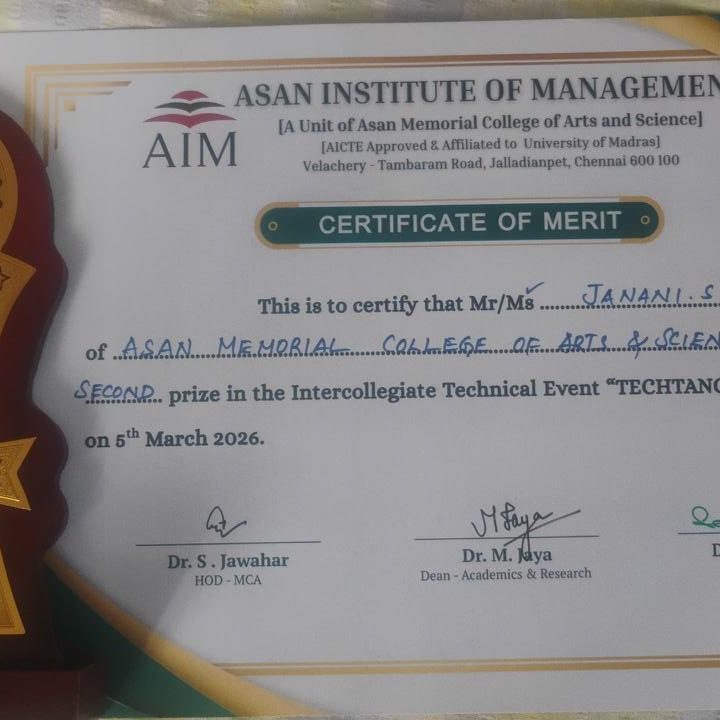 ASAN INSTITUTE OF MANAGEMEN
[A Unit of Asan Memorial College of Arts and Science]
[AICTE Approved & Affiliated to University of Madras]
Velachery - Tambaram Road, Jalladianpet, Chennai 600 100
AIM
CERTIFICATE OF MERIT
This is to certify that Mr/Ms JANANI.S
of ASAN MEMORIAL COLLEGE OF ARTS & SCIEN
SECOND prize in the Intercollegiate Technical Event “TECHTANG
on 5th March 2026.
M Jaya
Dr. S . Jawahar
HOD - MCA
Dr. M. Jaya
Dean - Academics & Research
D